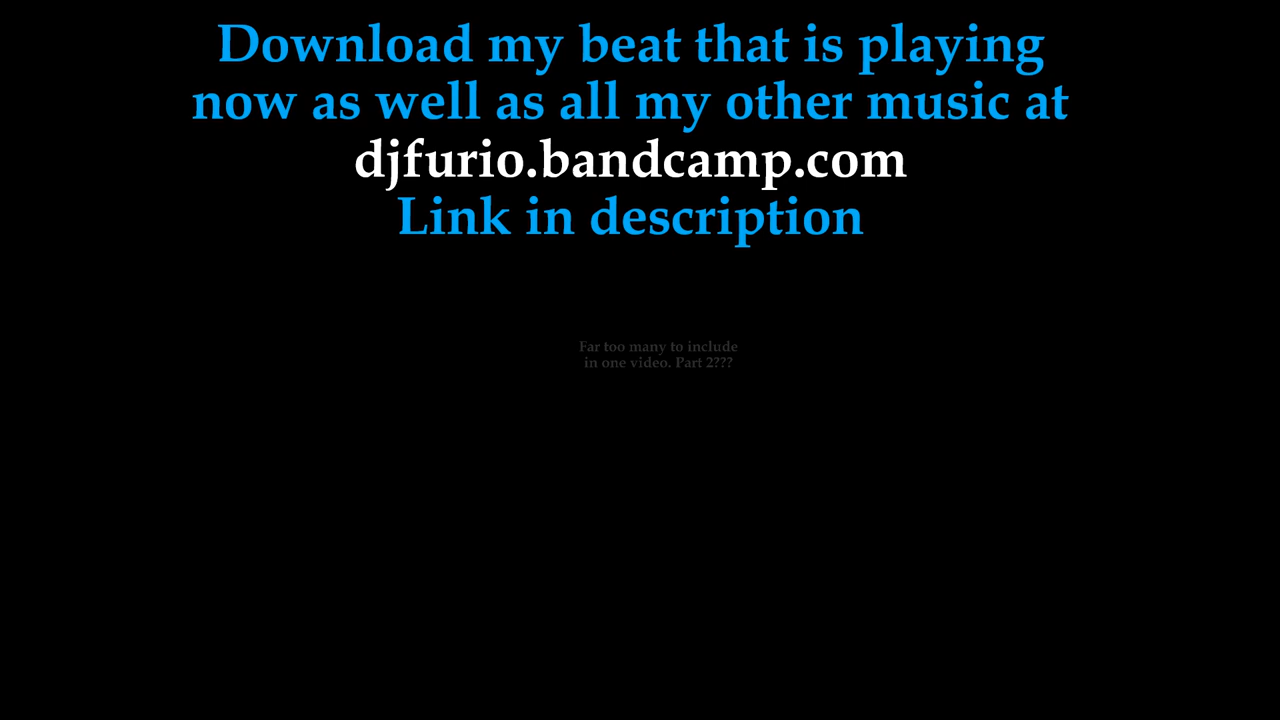 Download my beat that is playing
now as well as all my other music at
djfurio.bandcamp.com
Link in description
Far too many to include
in one video. Part 2???